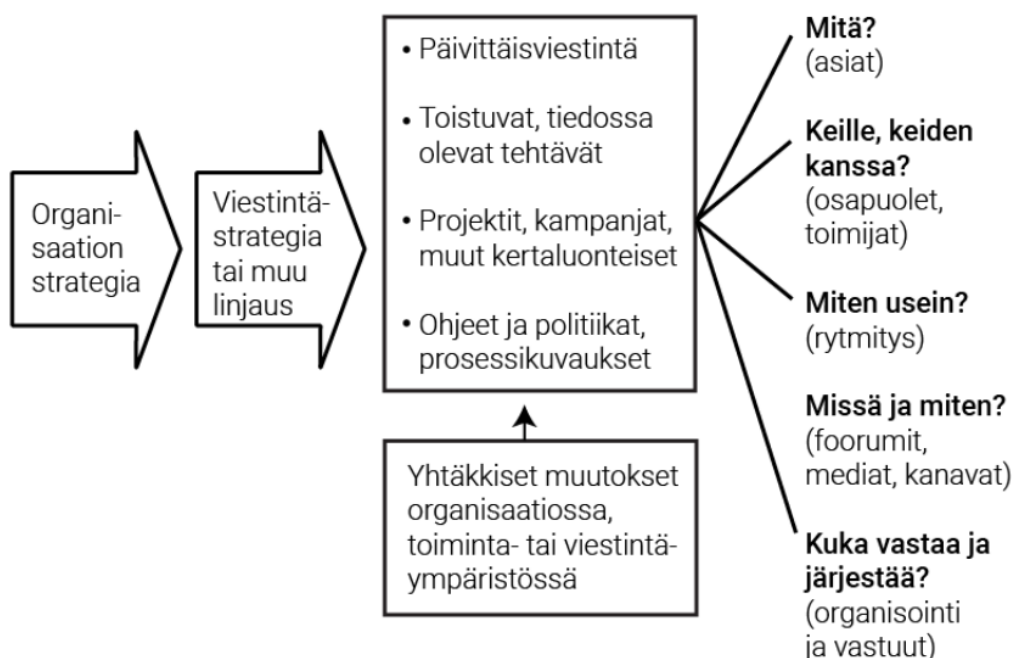 Organi-
saation
strategia
Viestintä-
strategia
tai muu
linjaus
• Päivittäisviestintä
• Toistuvat, tiedossa
olevat tehtävät
• Projektit, kampanjat,
muut kertaluonteiset
• Ohjeet ja politiikat,
prosessikuvaukset
Yhtäkkiset muutokset
organisaatiossa,
toiminta- tai viestintä-
ympäristössä
Mitä?
(asiat)
Keille, keiden
kanssa?
(osapuolet,
toimijat)
Miten usein?
(rytmitys)
Missä ja miten?
(foorumit,
mediat, kanavat)
Kuka vastaa ja
järjestää?
(organisointi
ja vastuut)